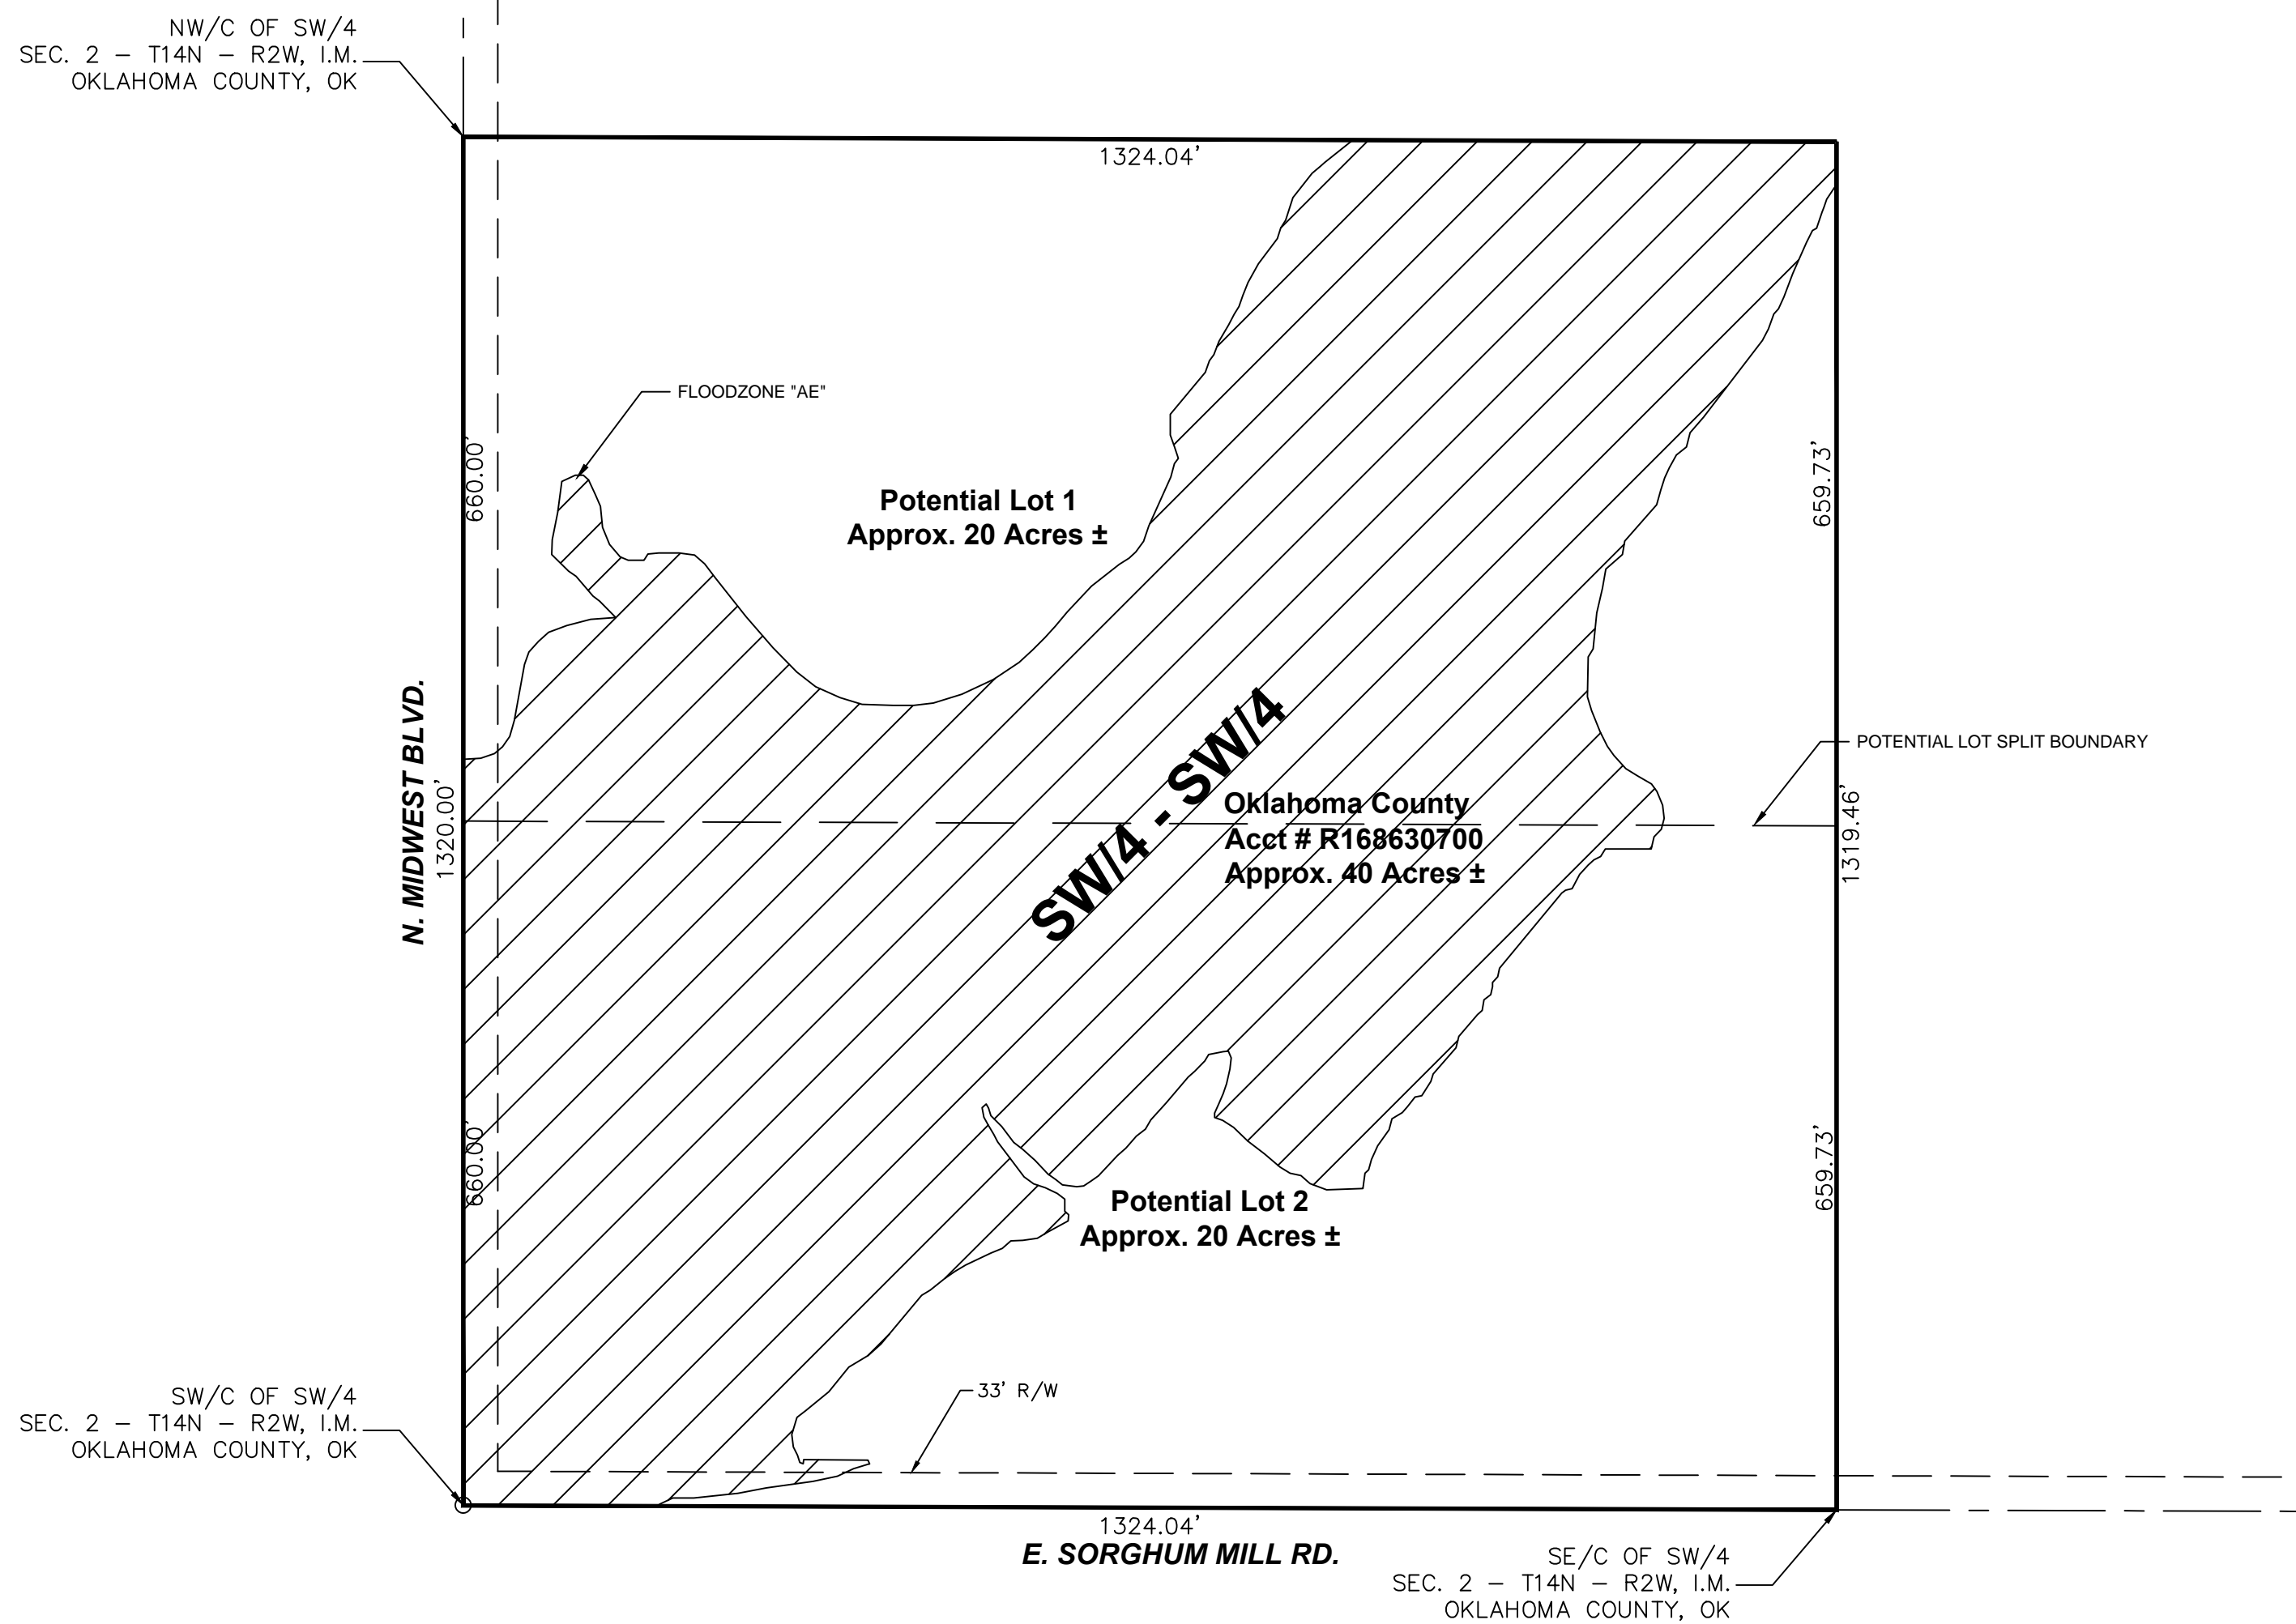 NW/C OF SW/4
SEC. 2 – T14N – R2W, I.M.
OKLAHOMA COUNTY, OK
1324.04'
FLOODZONE "AE"
660.00'
659.73'
Potential Lot 1
Approx. 20 Acres ±
N. MIDWEST BLVD.
1320.00'
SW/4 - SW/4
POTENTIAL LOT SPLIT BOUNDARY
Oklahoma County
Acct # R168630700
Approx. 40 Acres ±
1319.46'
660.00'
659.73'
Potential Lot 2
Approx. 20 Acres ±
33' R/W
SW/C OF SW/4
SEC. 2 – T14N – R2W, I.M.
OKLAHOMA COUNTY, OK
1324.04'
E. SORGHUM MILL RD.
SE/C OF SW/4
SEC. 2 – T14N – R2W, I.M.
OKLAHOMA COUNTY, OK